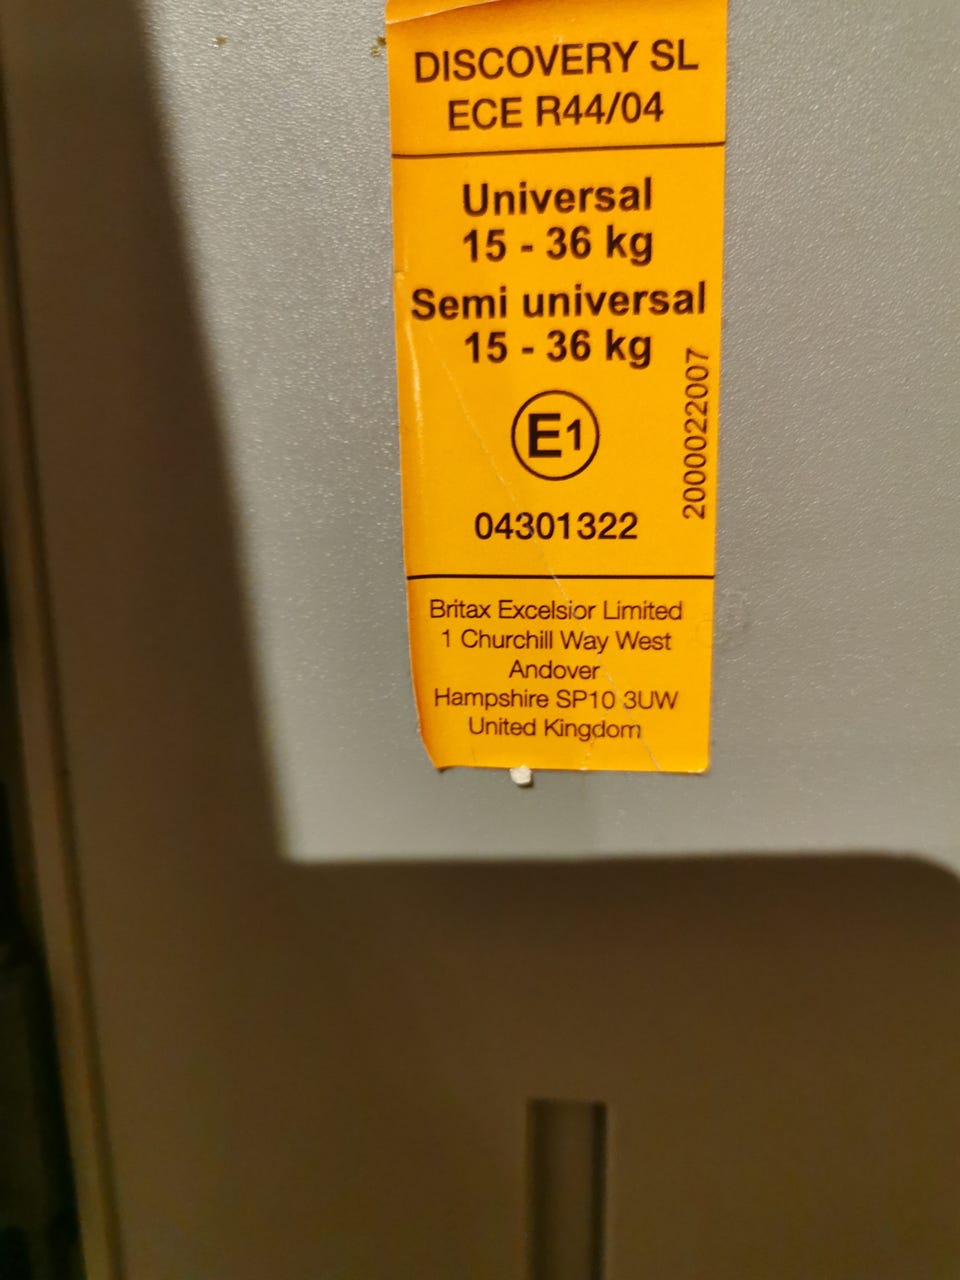 DISCOVERY SL
ECE R44/04
Universal
15 - 36 kg
Semi universal
15 - 36 kg
E1
2000022007
04301322
Britax Excelsior Limited
1 Churchill Way West
Andover
Hampshire SP10 3UW
United Kingdom